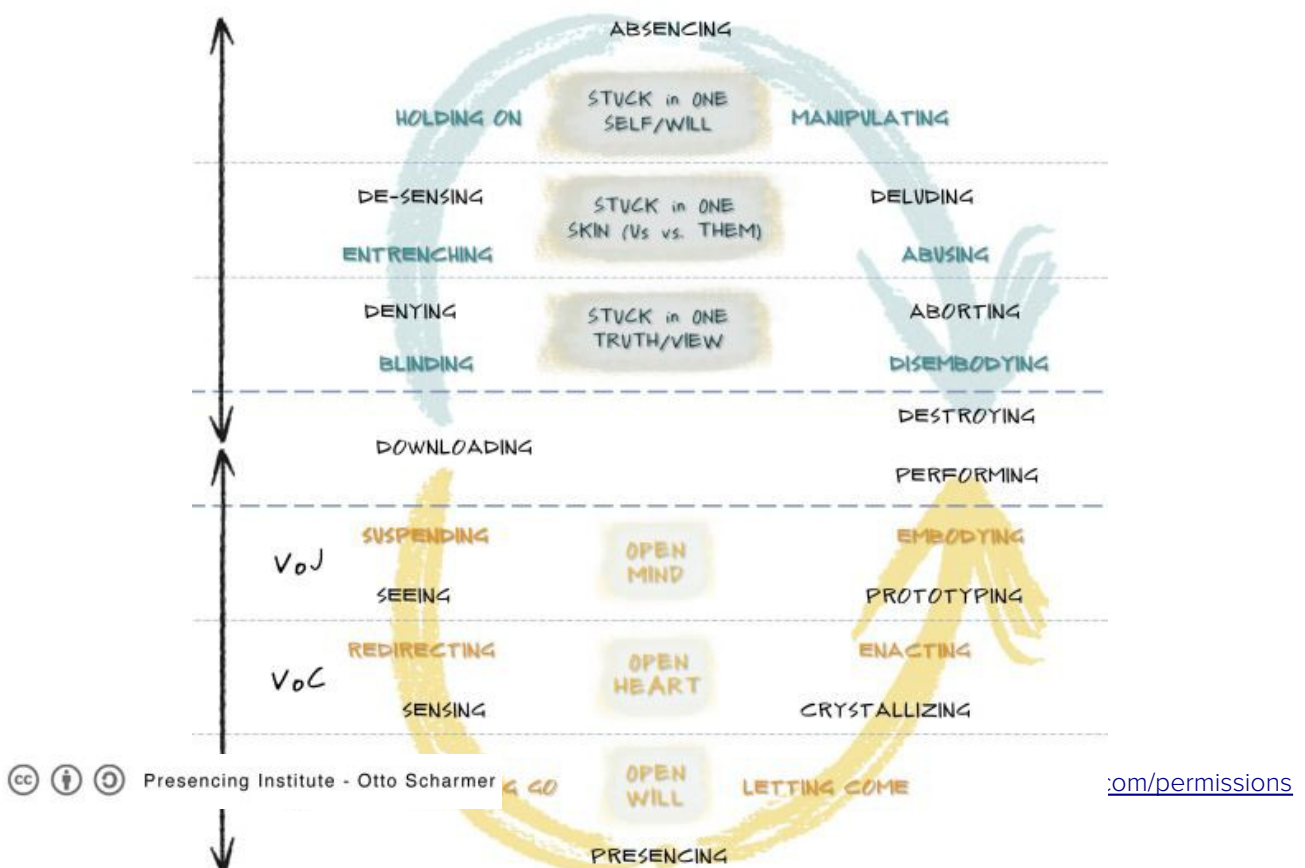 ABSENCING
STUCK in ONE
SELF/WILL
HOLDING ON
MANIPULATING
DE-SENSING
STUCK in ONE
SKIN (Us vs. THEM)
DELUDING
ENTRENCHING
ABUSING
DENYING
STUCK in ONE
TRUTH/VIEW
ABORTING
BLINDING
DISEMBODYING
DESTROYING
DOWNLOADING
PERFORMING
SUSPENDING
EMBODYING
VoJ
OPEN
MIND
SEEING
PROTOTYPING
REDIRECTING
ENACTING
VoC
OPEN
HEART
SENSING
CRYSTALLIZING
cc Presencing Institute - Otto Scharmer
G GO
OPEN
WILL
LETTING COME
com/permissions
PRESENCING